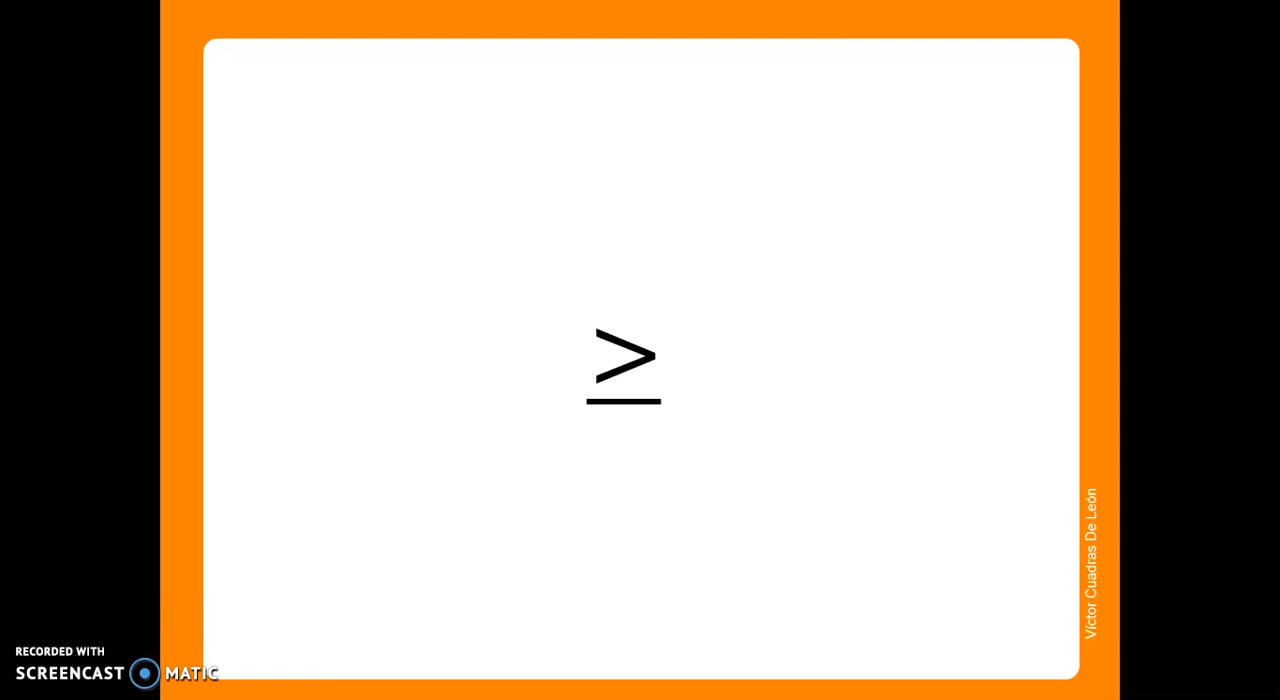 ≥
Víctor Cuadras De León
RECORDED WITH
SCREENCAST MATIC